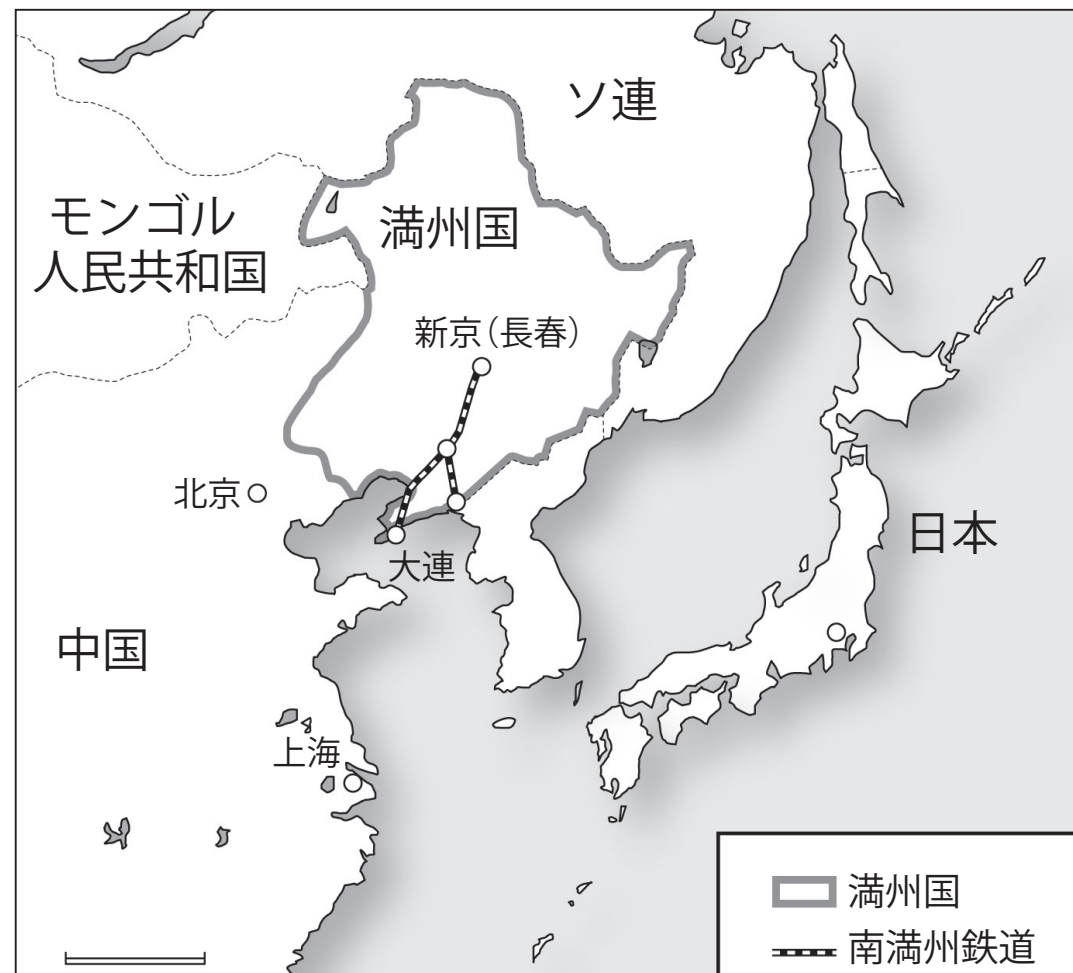 ソ連
モンゴル
人民共和国
満州国
新京(長春)
北京
日本
大連
中国
上海
満州国
南満州鉄道